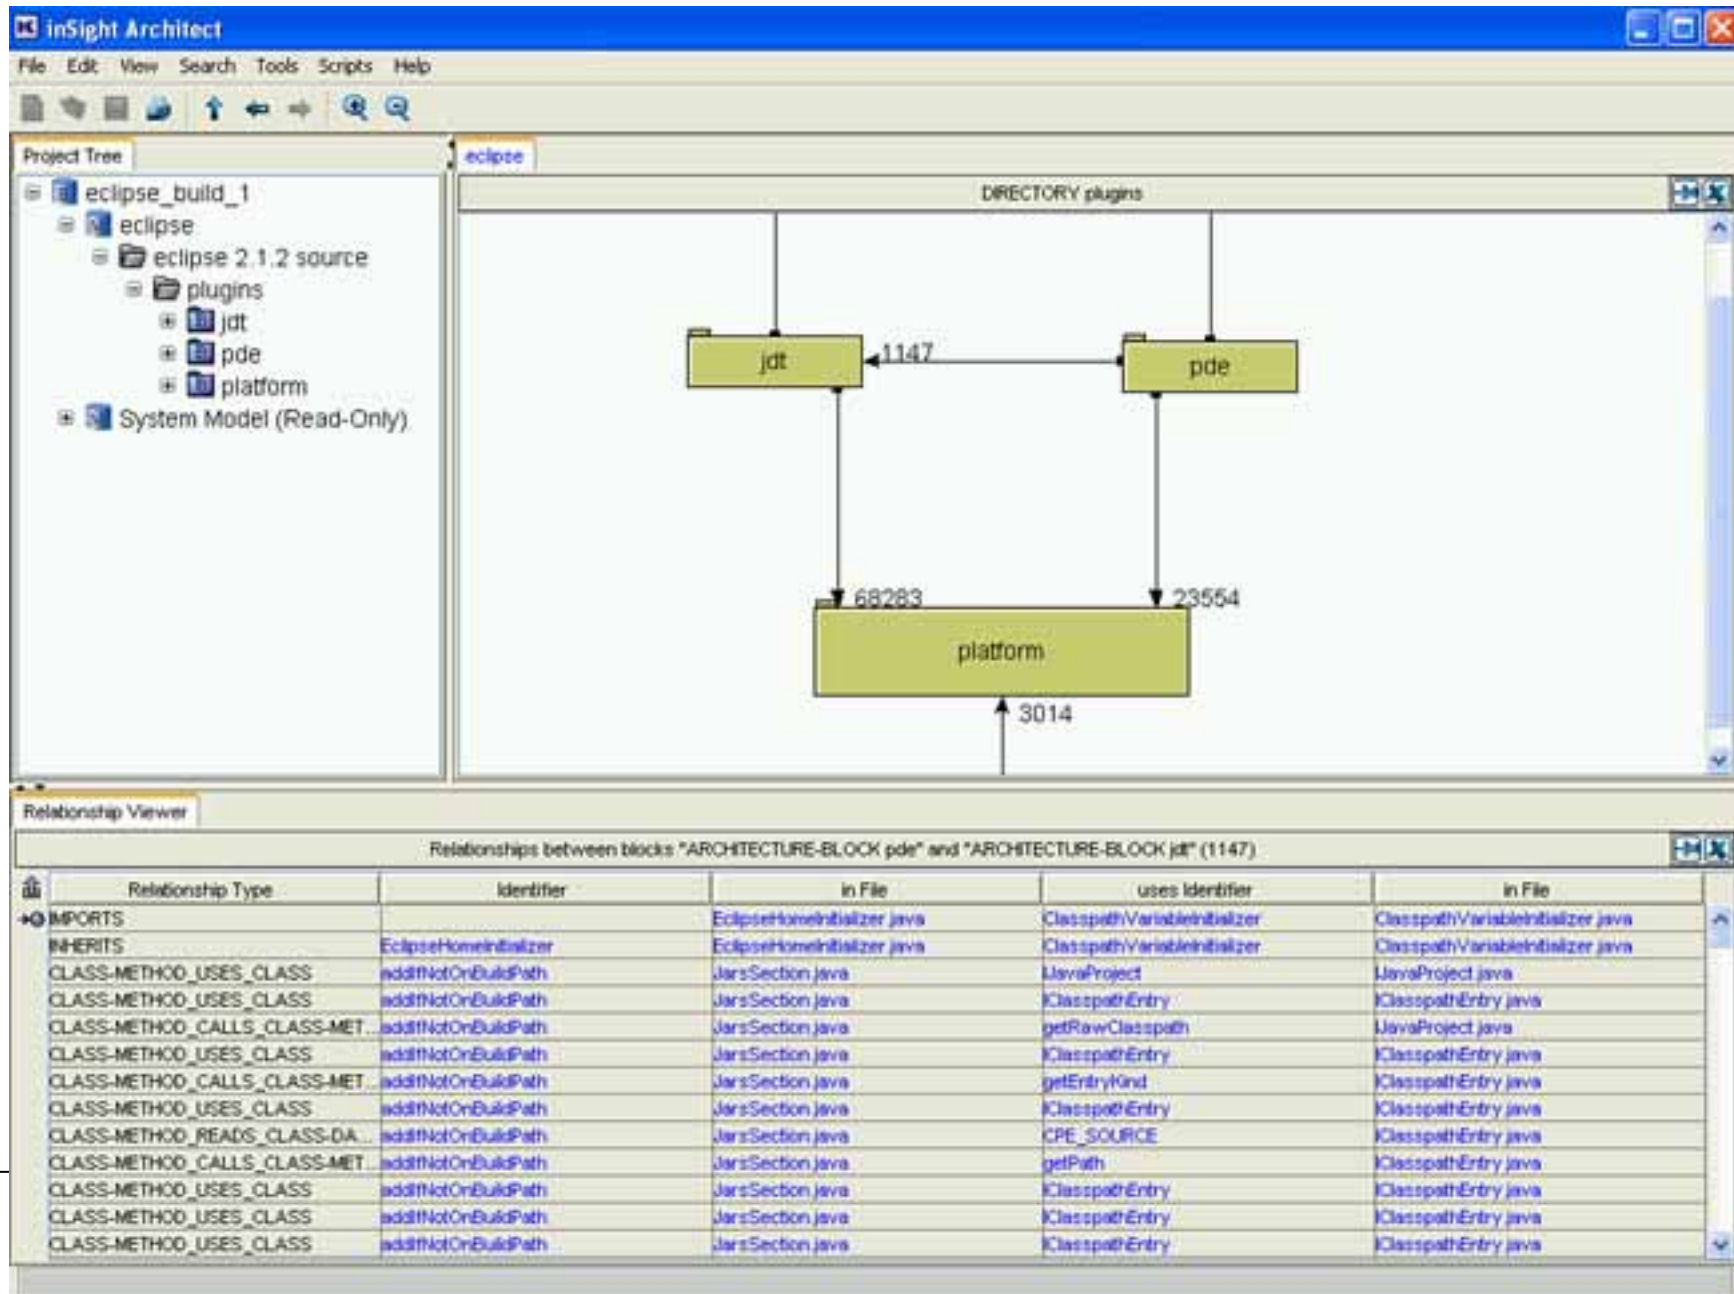 inSight Architect
File Edit View Search Tools Scripts Help
Project Tree
eclipse_build_1
eclipse
eclipse 2.1.2 source
plugins
jdt
pde
platform
System Model (Read-Only)
eclipse
DIRECTORY plugins
jdt
1147
pde
68283
23554
platform
3014
Relationship Viewer
Relationships between blocks "ARCHITECTURE-BLOCK pde" and "ARCHITECTURE-BLOCK jdt" (1147)
Relationship Type Identifier in File uses Identifier in File
IMPORTS EclipseHomeInitializer.java ClasspathVariableInitializer ClasspathVariableInitializer.java
INHERITS EclipseHomeInitializer EclipseHomeInitializer.java ClasspathVariableInitializer ClasspathVariableInitializer.java
CLASS-METHOD_USES_CLASS addIfNotOnBuildPath JarsSection.java IJavaProject IJavaProject.java
CLASS-METHOD_USES_CLASS addIfNotOnBuildPath JarsSection.java IClasspathEntry IClasspathEntry.java
CLASS-METHOD_CALLS_CLASS-MET... addIfNotOnBuildPath JarsSection.java getRawClasspath IJavaProject.java
CLASS-METHOD_USES_CLASS addIfNotOnBuildPath JarsSection.java IClasspathEntry IClasspathEntry.java
CLASS-METHOD_CALLS_CLASS-MET... addIfNotOnBuildPath JarsSection.java getEntryKind IClasspathEntry.java
CLASS-METHOD_USES_CLASS addIfNotOnBuildPath JarsSection.java IClasspathEntry IClasspathEntry.java
CLASS-METHOD_READS_CLASS-DA... addIfNotOnBuildPath JarsSection.java CPE_SOURCE IClasspathEntry.java
CLASS-METHOD_CALLS_CLASS-MET... addIfNotOnBuildPath JarsSection.java getPath IClasspathEntry.java
CLASS-METHOD_USES_CLASS addIfNotOnBuildPath JarsSection.java IClasspathEntry IClasspathEntry.java
CLASS-METHOD_USES_CLASS addIfNotOnBuildPath JarsSection.java IClasspathEntry IClasspathEntry.java
CLASS-METHOD_USES_CLASS addIfNotOnBuildPath JarsSection.java IClasspathEntry IClasspathEntry.java